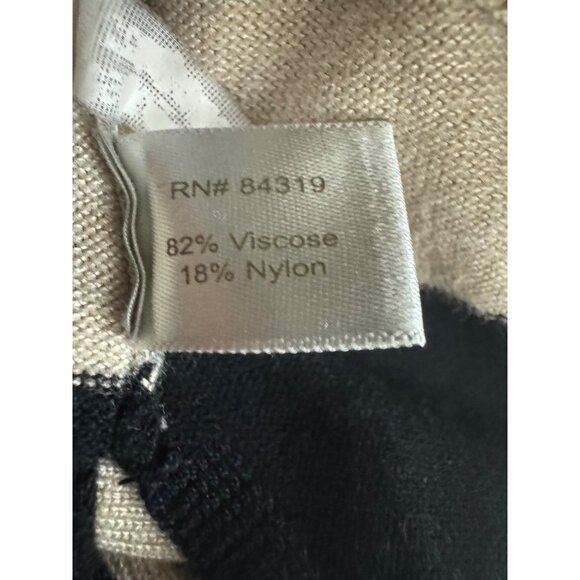 RN# 84319
82% Viscose
18% Nylon